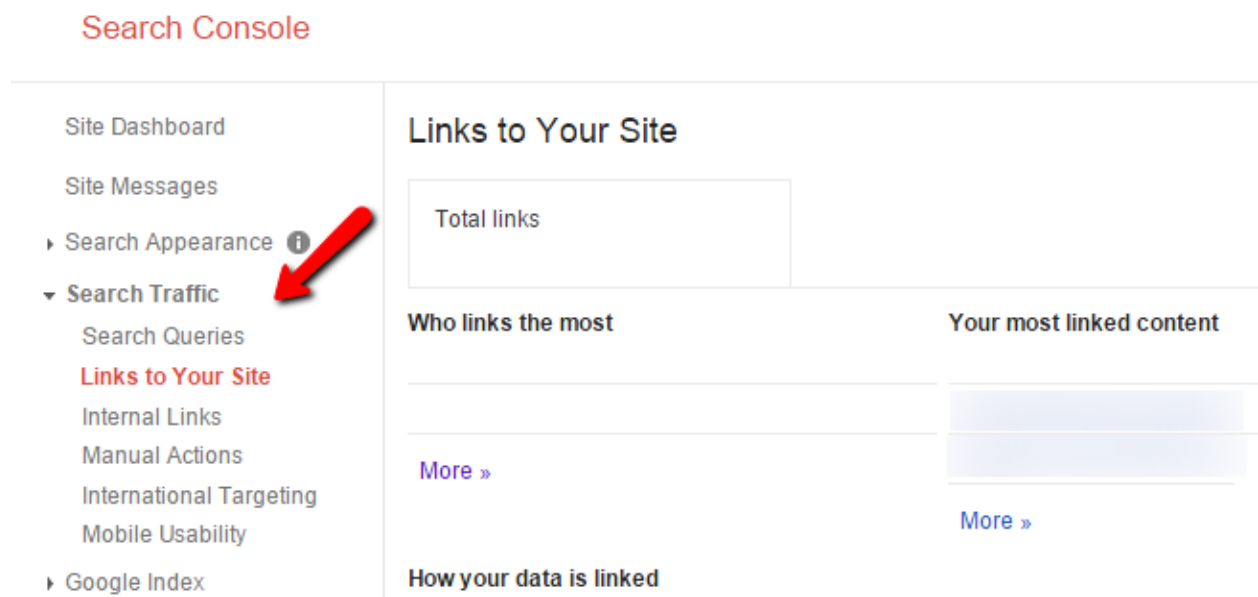 Search Console
Site Dashboard
Site Messages
Search Appearance
Search Traffic
Search Queries
Links to Your Site
Internal Links
Manual Actions
International Targeting
Mobile Usability
Google Index
Links to Your Site
Total links
Who links the most
More »
Your most linked content
More »
How your data is linked